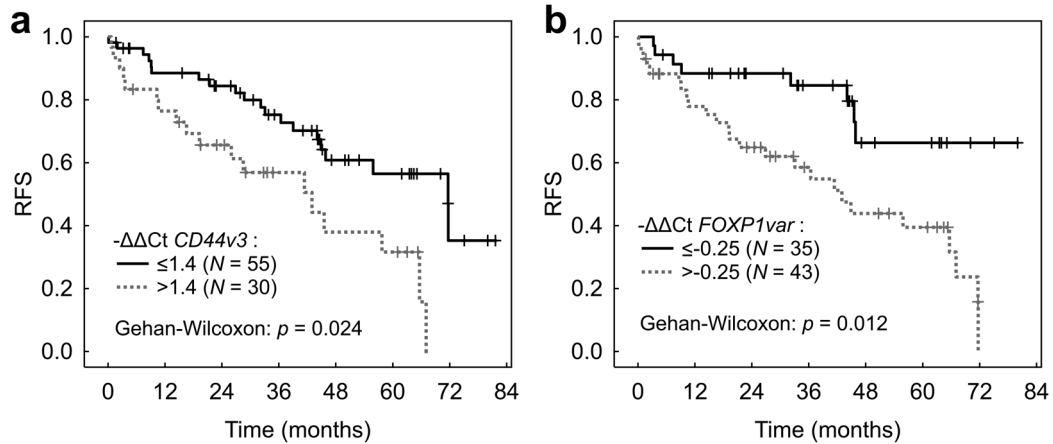 a
1.0
0.8
0.6
0.4
0.2
0.0
RFS
-ΔΔCt CD44v3 :
≤1.4 (N = 55)
>1.4 (N = 30)
Gehan-Wilcoxon: p = 0.024
0 12 24 36 48 60 72 84
Time (months)
b
1.0
0.8
0.6
0.4
0.2
0.0
RFS
-ΔΔCt FOXP1var :
≤-0.25 (N = 35)
>-0.25 (N = 43)
Gehan-Wilcoxon: p = 0.012
0 12 24 36 48 60 72 84
Time (months)